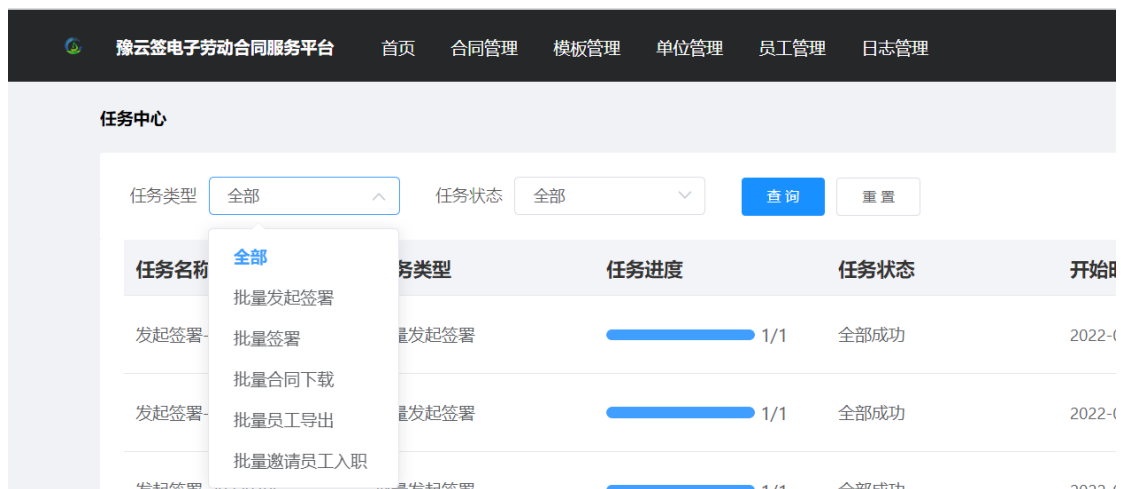 豫云签电子劳动合同服务平台 首页 合同管理 模板管理 单位管理 员工管理 日志管理
任务中心
任务类型 全部 任务状态 全部 查询 重置
任务名称 务类型 任务进度 任务状态 开始时
全部
批量发起签署
发起签署- 量发起签署 1/1 全部成功 2022-0
批量签署
批量合同下载
发起签署- 量发起签署 1/1 全部成功 2022-0
批量员工导出
批量邀请员工入职